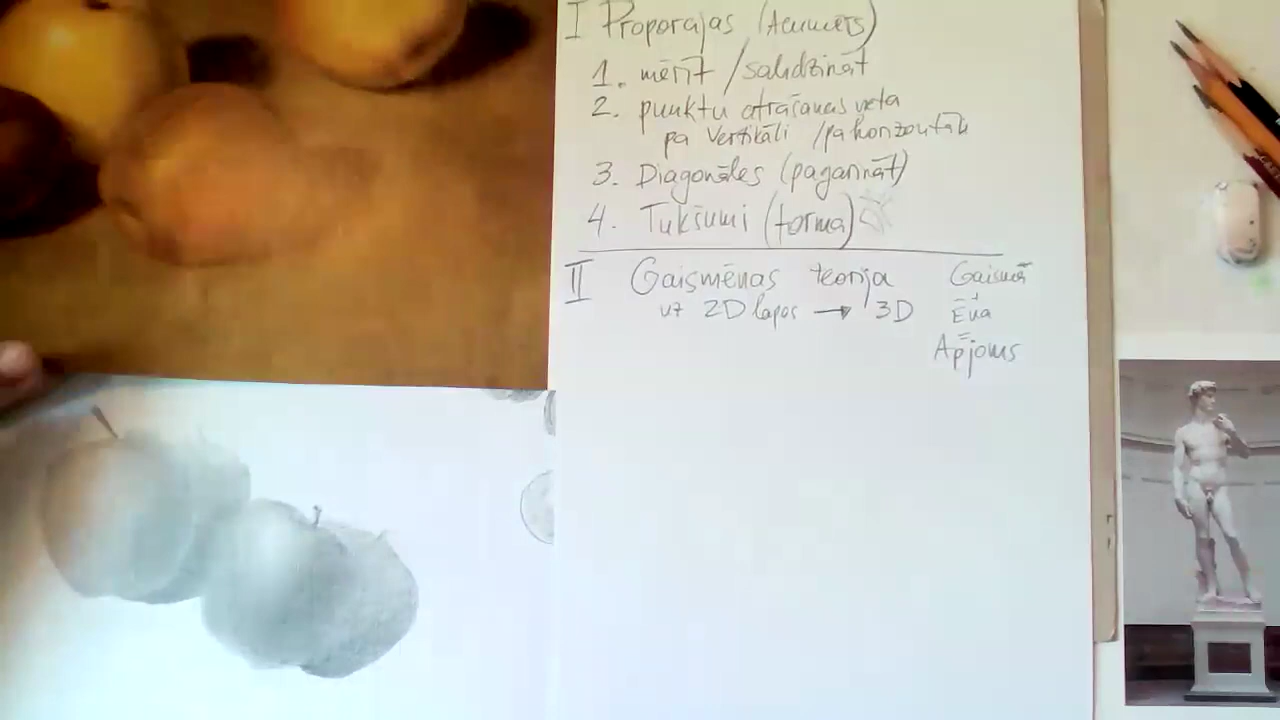 I Proporcijas (Acumērs)
1. mērīt / salīdzināt
2. punktu atrašanās vieta
pa vertikāli / pa horizontāli
3. Diagonāles (pagarināt)
4. Tukšumi (forma)
II Gaismēnas teorija
uz 2D lapas → 3D
Gaisma
+
Ēna
=
Apjoms